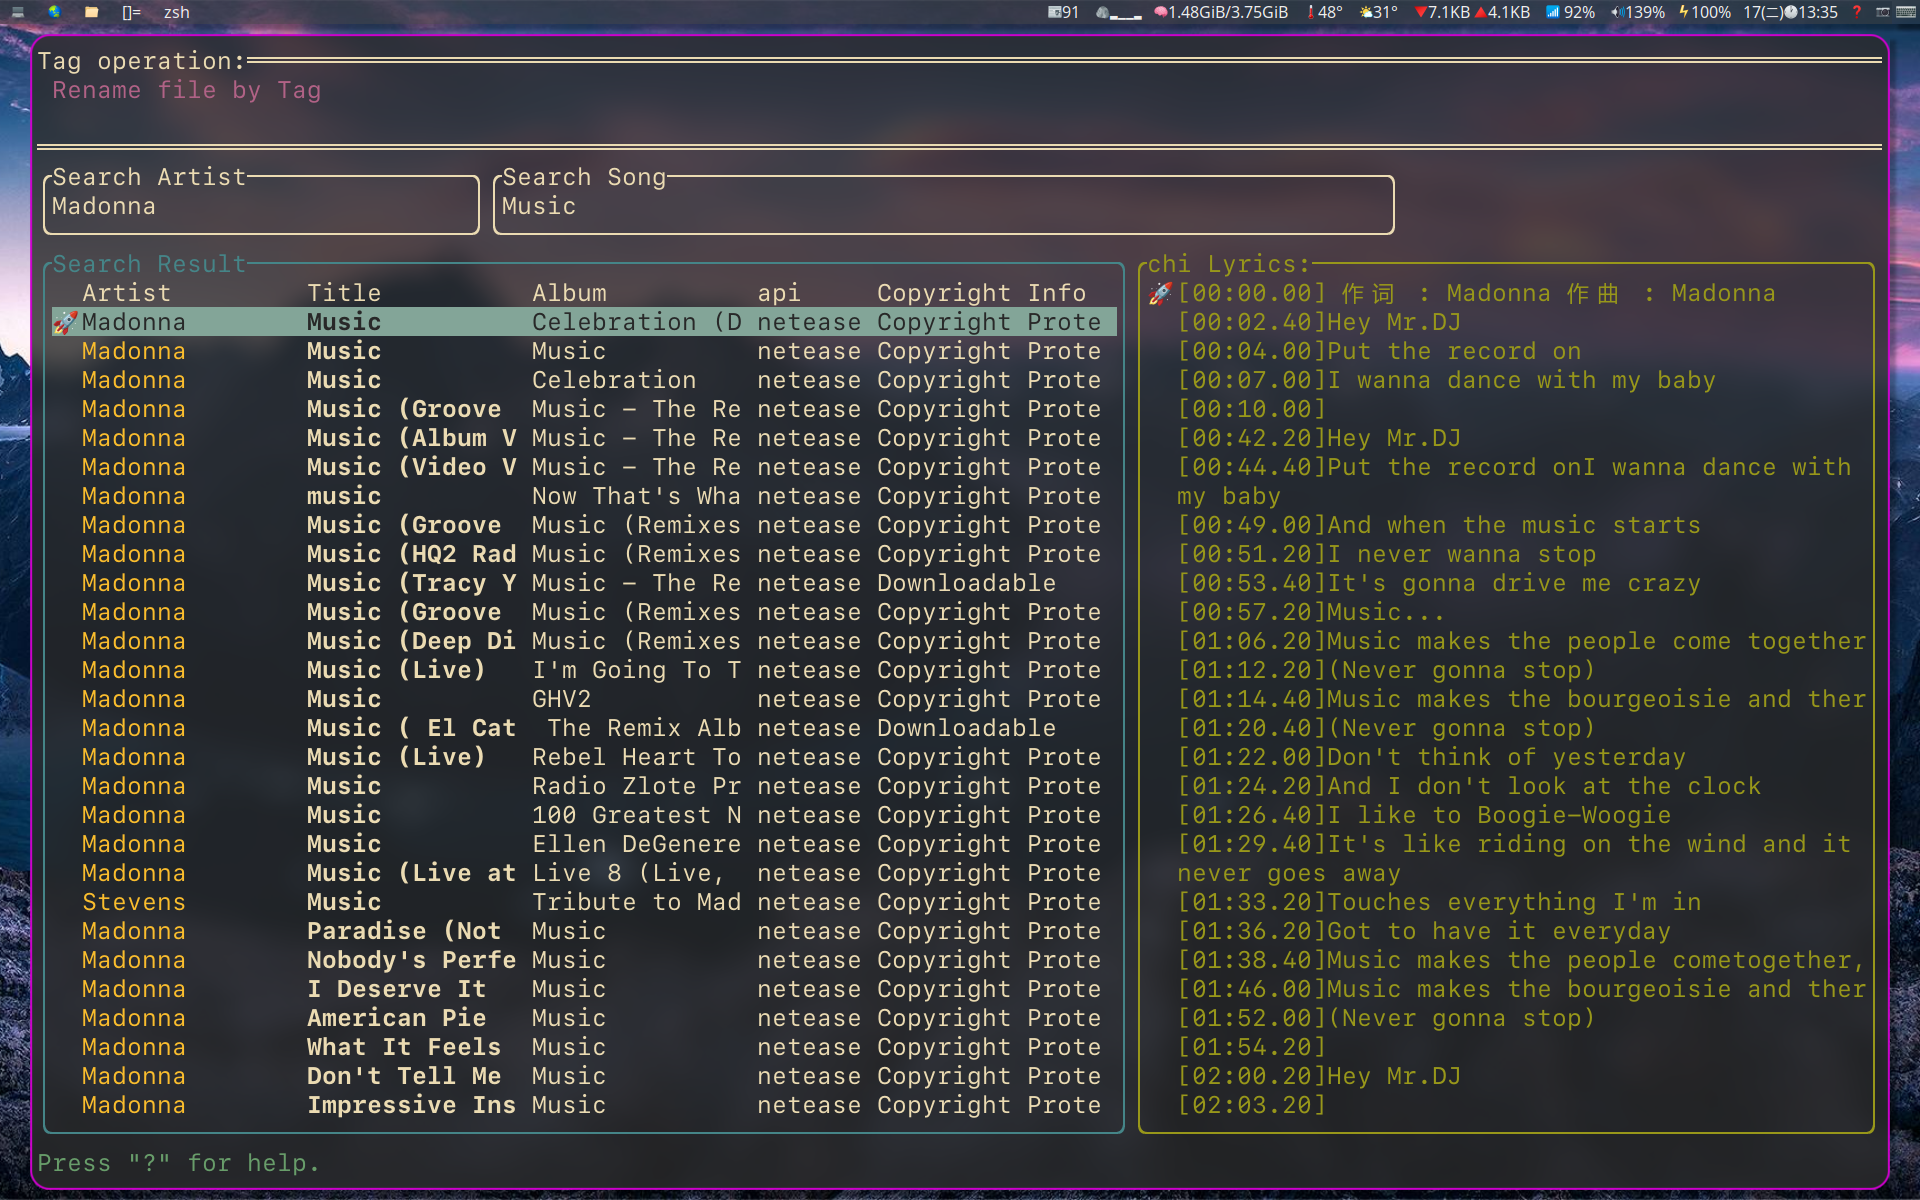 []= zsh 91 1.48GiB/3.75GiB 48° 31° 7.1KB 4.1KB 92% 139% 100% 17(二)13:35
Tag operation:
Rename file by Tag
Search Artist
Madonna
Search Song
Music
Search Result
Artist Title Album api Copyright Info
Madonna Music Celebration (D netease Copyright Prote
Madonna Music Music netease Copyright Prote
Madonna Music Celebration netease Copyright Prote
Madonna Music (Groove Music – The Re netease Copyright Prote
Madonna Music (Album V Music – The Re netease Copyright Prote
Madonna Music (Video V Music – The Re netease Copyright Prote
Madonna music Now That's Wha netease Copyright Prote
Madonna Music (Groove Music (Remixes netease Copyright Prote
Madonna Music (HQ2 Rad Music (Remixes netease Copyright Prote
Madonna Music (Tracy Y Music – The Re netease Downloadable
Madonna Music (Groove Music (Remixes netease Copyright Prote
Madonna Music (Deep Di Music (Remixes netease Copyright Prote
Madonna Music (Live) I'm Going To T netease Copyright Prote
Madonna Music GHV2 netease Copyright Prote
Madonna Music ( El Cat The Remix Alb netease Downloadable
Madonna Music (Live) Rebel Heart To netease Copyright Prote
Madonna Music Radio Zlote Pr netease Copyright Prote
Madonna Music 100 Greatest N netease Copyright Prote
Madonna Music Ellen DeGenere netease Copyright Prote
Madonna Music (Live at Live 8 (Live, netease Copyright Prote
Stevens Music Tribute to Mad netease Copyright Prote
Madonna Paradise (Not Music netease Copyright Prote
Madonna Nobody's Perfe Music netease Copyright Prote
Madonna I Deserve It Music netease Copyright Prote
Madonna American Pie Music netease Copyright Prote
Madonna What It Feels Music netease Copyright Prote
Madonna Don't Tell Me Music netease Copyright Prote
Madonna Impressive Ins Music netease Copyright Prote
chi Lyrics:
[00:00.00] 作词 : Madonna 作曲 : Madonna
[00:02.40]Hey Mr.DJ
[00:04.00]Put the record on
[00:07.00]I wanna dance with my baby
[00:10.00]
[00:42.20]Hey Mr.DJ
[00:44.40]Put the record onI wanna dance with
my baby
[00:49.00]And when the music starts
[00:51.20]I never wanna stop
[00:53.40]It's gonna drive me crazy
[00:57.20]Music...
[01:06.20]Music makes the people come together
[01:12.20](Never gonna stop)
[01:14.40]Music makes the bourgeoisie and ther
[01:20.40](Never gonna stop)
[01:22.00]Don't think of yesterday
[01:24.20]And I don't look at the clock
[01:26.40]I like to Boogie–Woogie
[01:29.40]It's like riding on the wind and it
never goes away
[01:33.20]Touches everything I'm in
[01:36.20]Got to have it everyday
[01:38.40]Music makes the people cometogether,
[01:46.00]Music makes the bourgeoisie and ther
[01:52.00](Never gonna stop)
[01:54.20]
[02:00.20]Hey Mr.DJ
[02:03.20]
Press "?" for help.